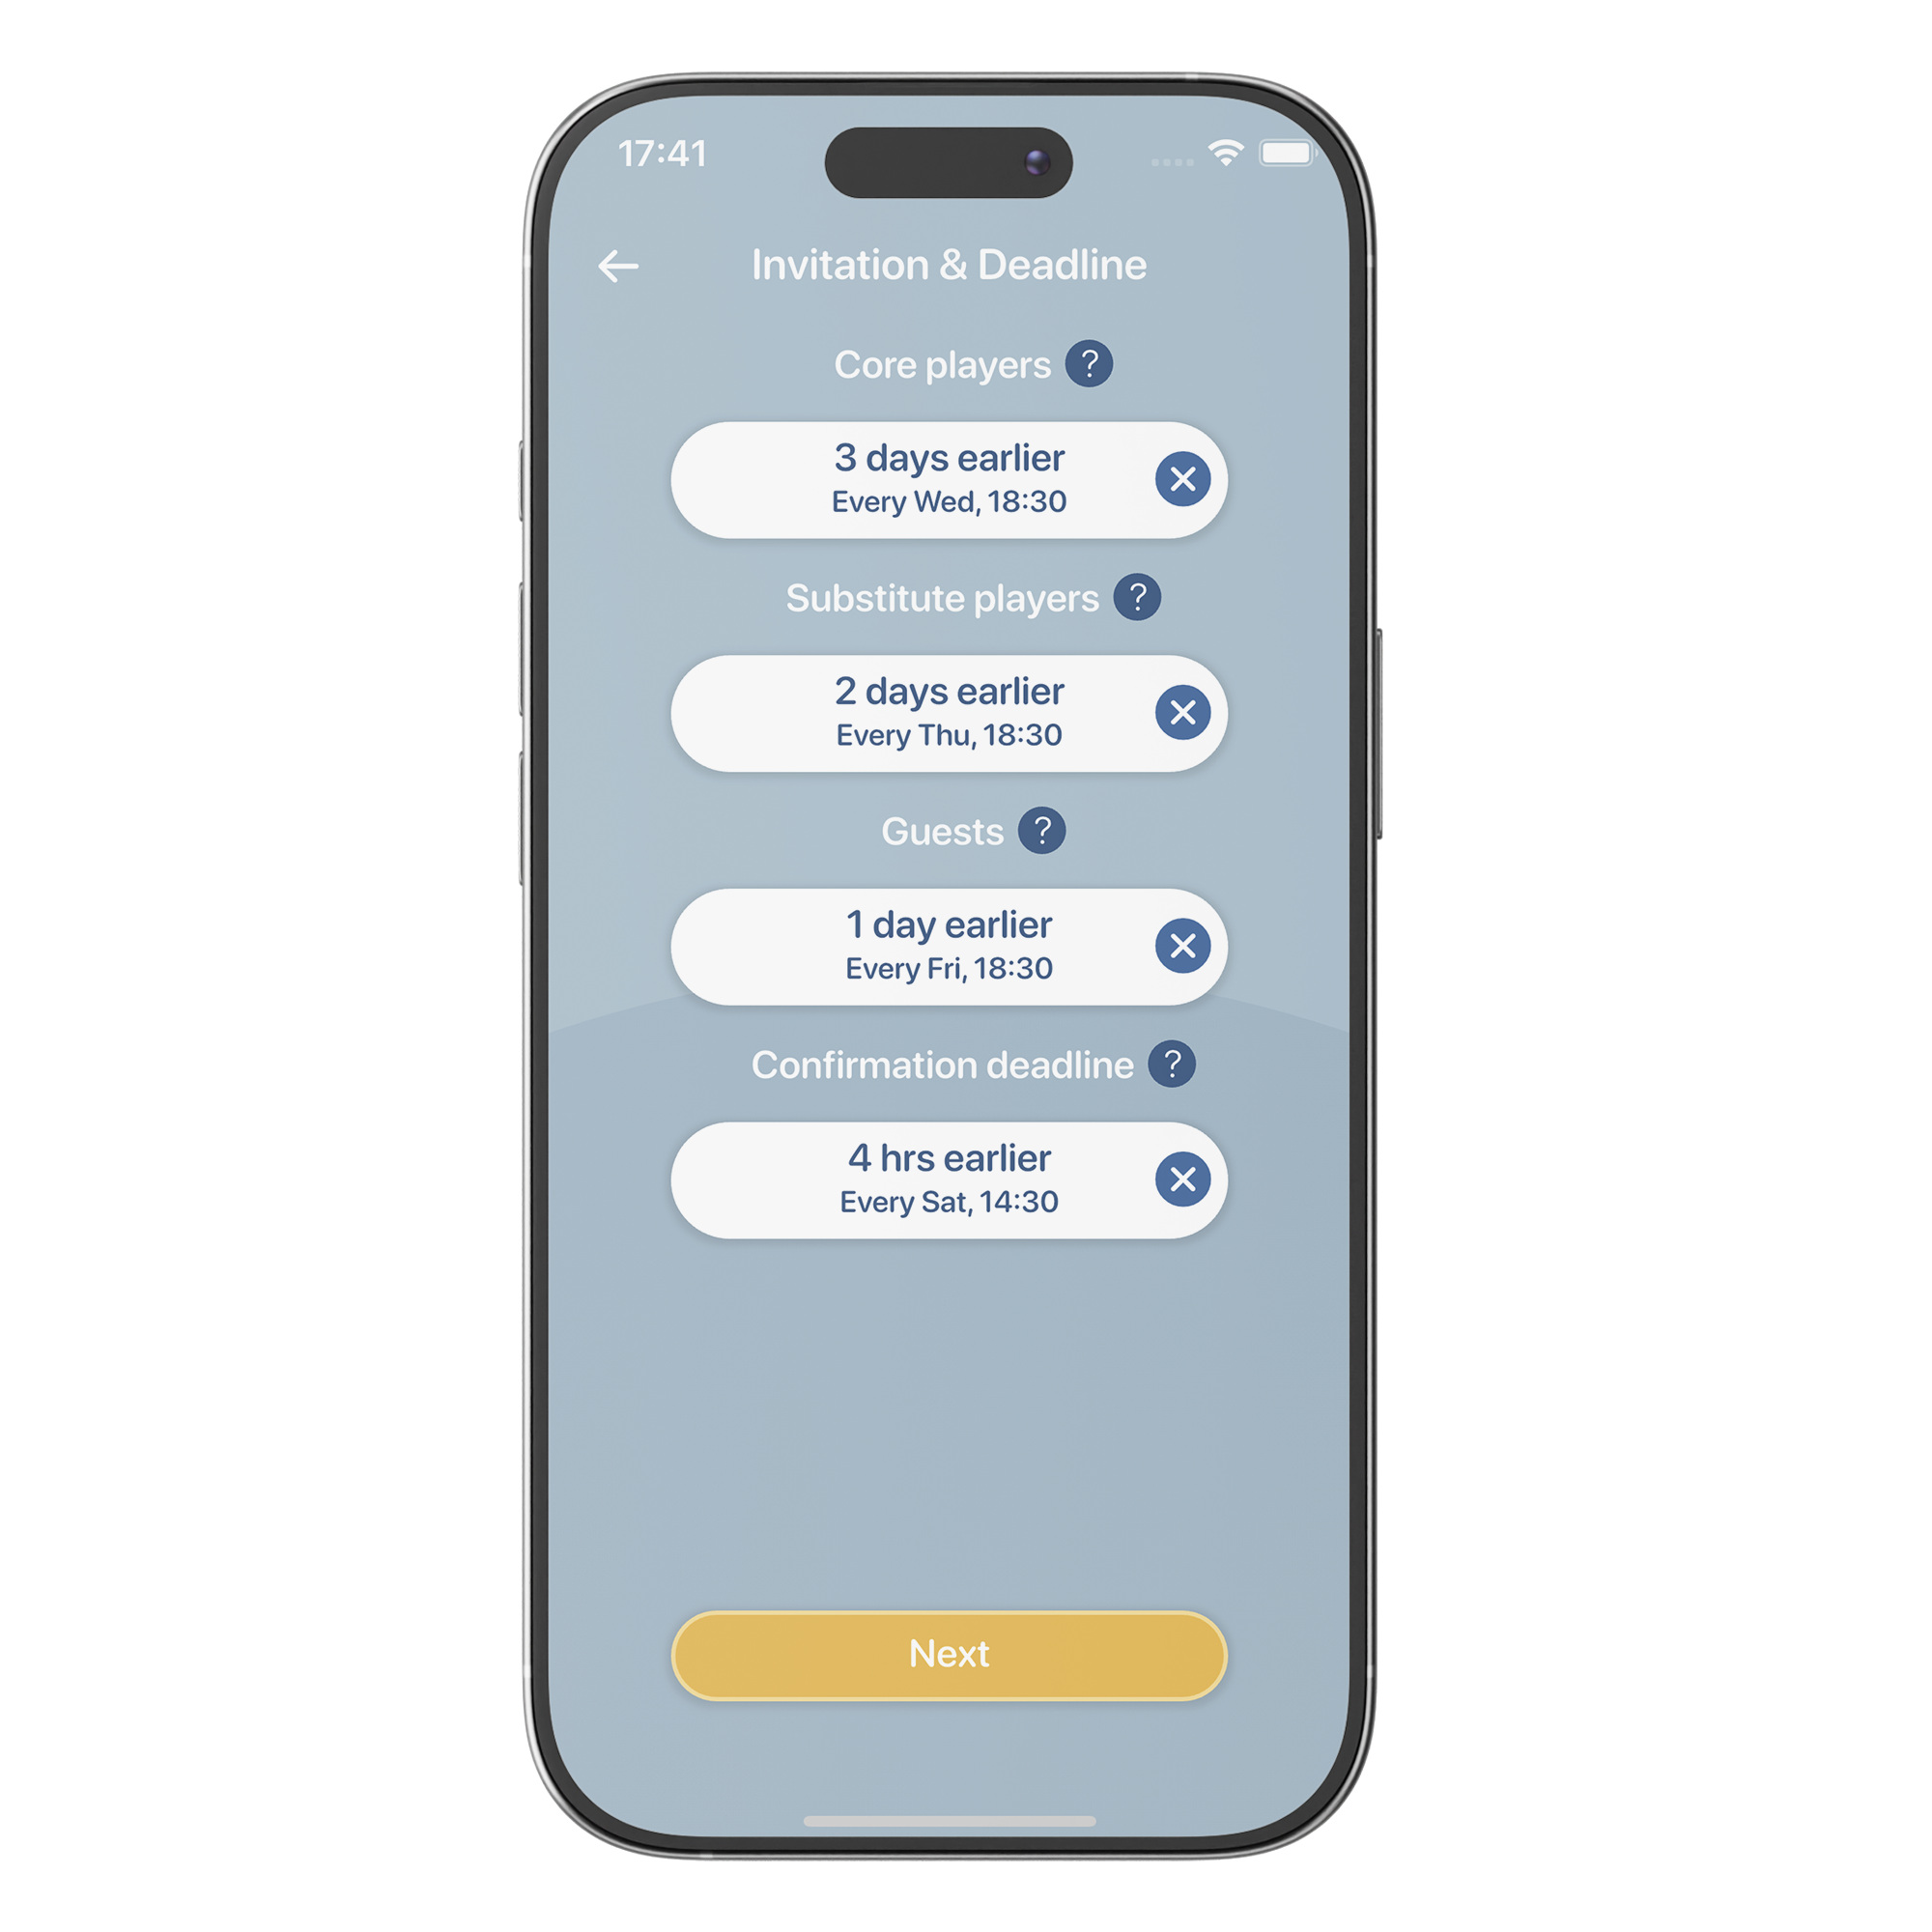 17:41
Invitation & Deadline
Core players ?
3 days earlier
Every Wed, 18:30
Substitute players ?
2 days earlier
Every Thu, 18:30
Guests ?
1 day earlier
Every Fri, 18:30
Confirmation deadline ?
4 hrs earlier
Every Sat, 14:30
Next